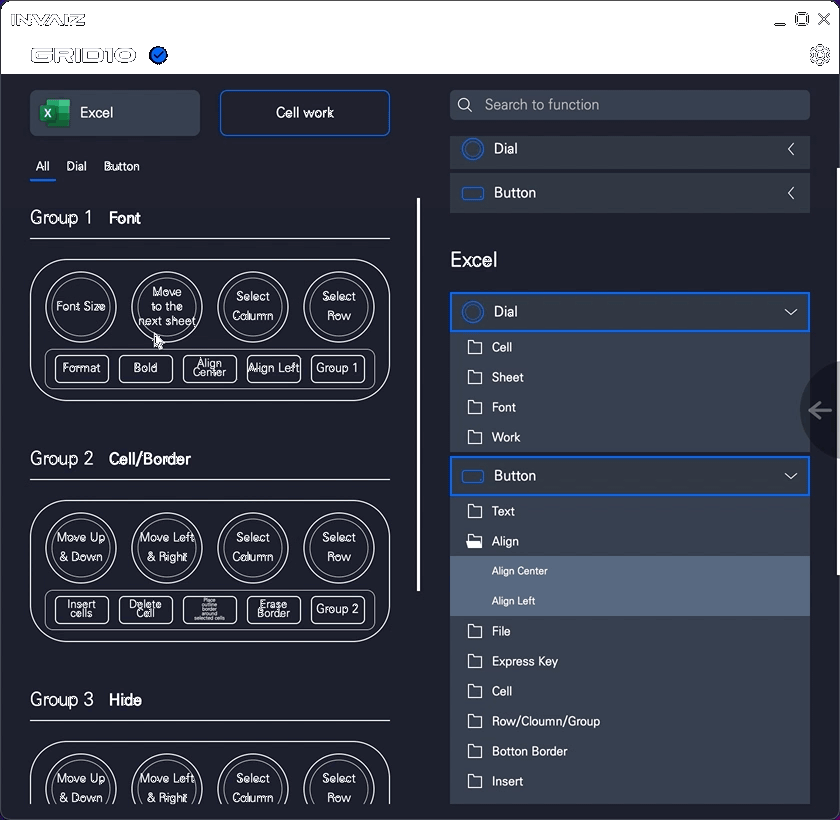 INVAIZ
GRID10
Excel
Cell work
All
Dial
Button
Group 1 Font
Font Size
Move
to the
next sheet
Select
Column
Select
Row
Format
Bold
Align
Center
Align Left
Group 1
Group 2 Cell/Border
Move Up
& Down
Move Left
& Right
Select
Column
Select
Row
Insert
cells
Delete
Cell
Place
outline
border
around
selected cells
Erase
Border
Group 2
Group 3 Hide
Move Up
& Down
Move Left
& Right
Select
Column
Select
Row
Search to function
Dial
Button
Excel
Dial
Cell
Sheet
Font
Work
Button
Text
Align
Align Center
Align Left
File
Express Key
Cell
Row/Cloumn/Group
Botton Border
Insert